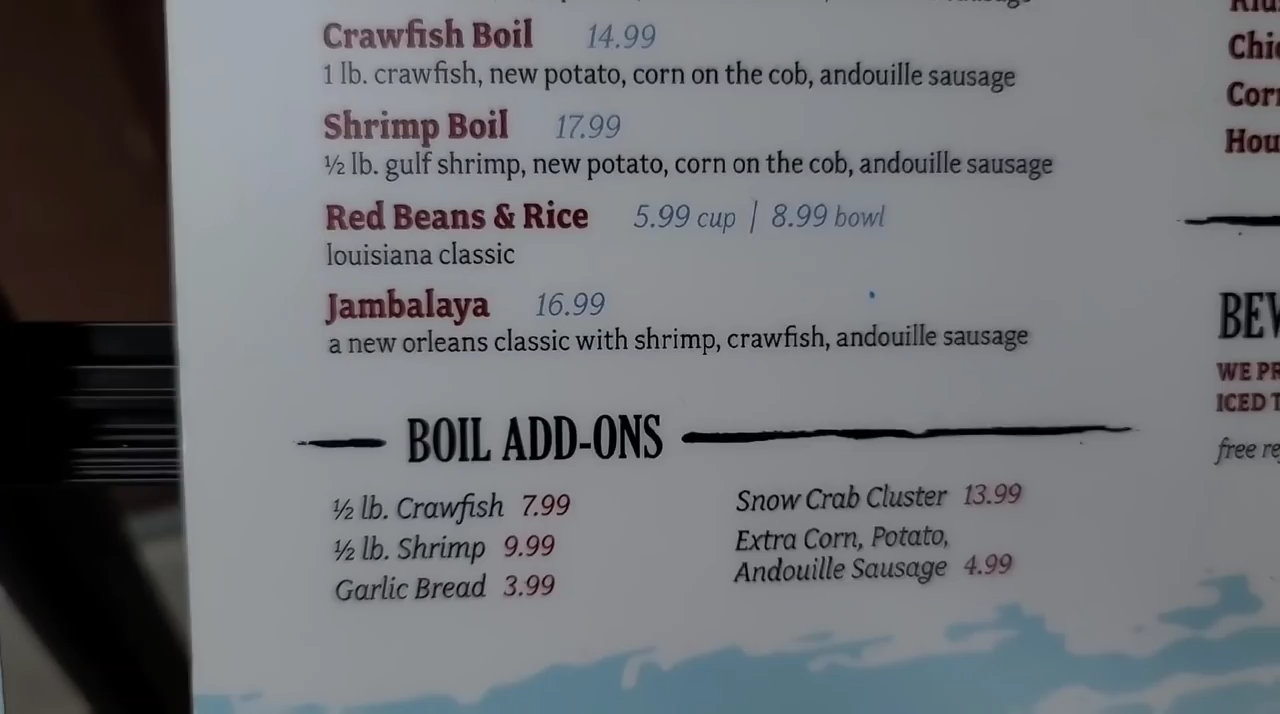 Crawfish Boil 14.99
1 lb. crawfish, new potato, corn on the cob, andouille sausage
Shrimp Boil 17.99
½ lb. gulf shrimp, new potato, corn on the cob, andouille sausage
Red Beans & Rice 5.99 cup | 8.99 bowl
louisiana classic
Jambalaya 16.99
a new orleans classic with shrimp, crawfish, andouille sausage
BOIL ADD-ONS
½ lb. Crawfish 7.99
½ lb. Shrimp 9.99
Garlic Bread 3.99
Snow Crab Cluster 13.99
Extra Corn, Potato,
Andouille Sausage 4.99
WE
ICED
free